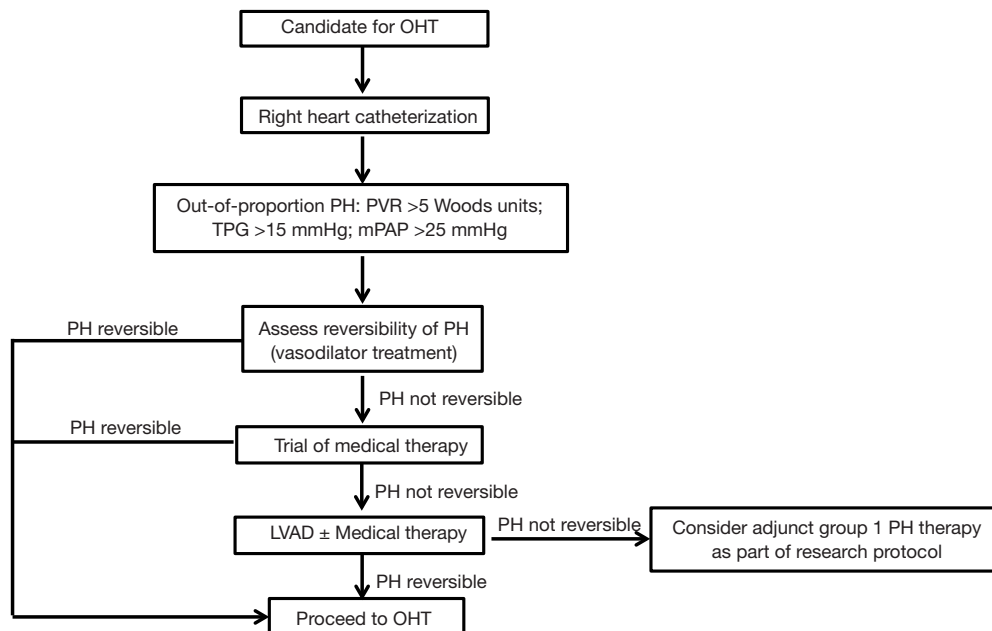 Candidate for OHT
Right heart catheterization
Out-of-proportion PH: PVR >5 Woods units;
TPG >15 mmHg; mPAP >25 mmHg
PH reversible
Assess reversibility of PH
(vasodilator treatment)
PH not reversible
PH reversible
Trial of medical therapy
PH not reversible
LVAD ± Medical therapy
PH not reversible
Consider adjunct group 1 PH therapy
as part of research protocol
PH reversible
Proceed to OHT